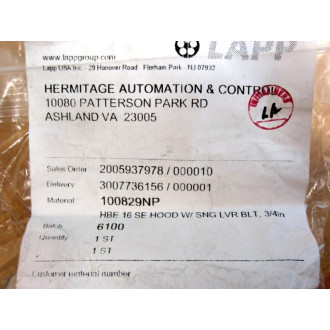 LAPP
www.lappgroup.com
Lapp USA Inc. · 29 Hanover Road · Florham Park · NJ 07932
HERMITAGE AUTOMATION & CONTROL
10080 PATTERSON PARK RD
ASHLAND VA 23005
LA
Sales Order 2005937978 / 000010
Delivery 3007736156 / 000001
Material 100829NP
HBE 16 SE HOOD W/ SNG LVR BLT, 3/4in
Batch 6100
Quantity 1 ST
1 ST
Customer material number